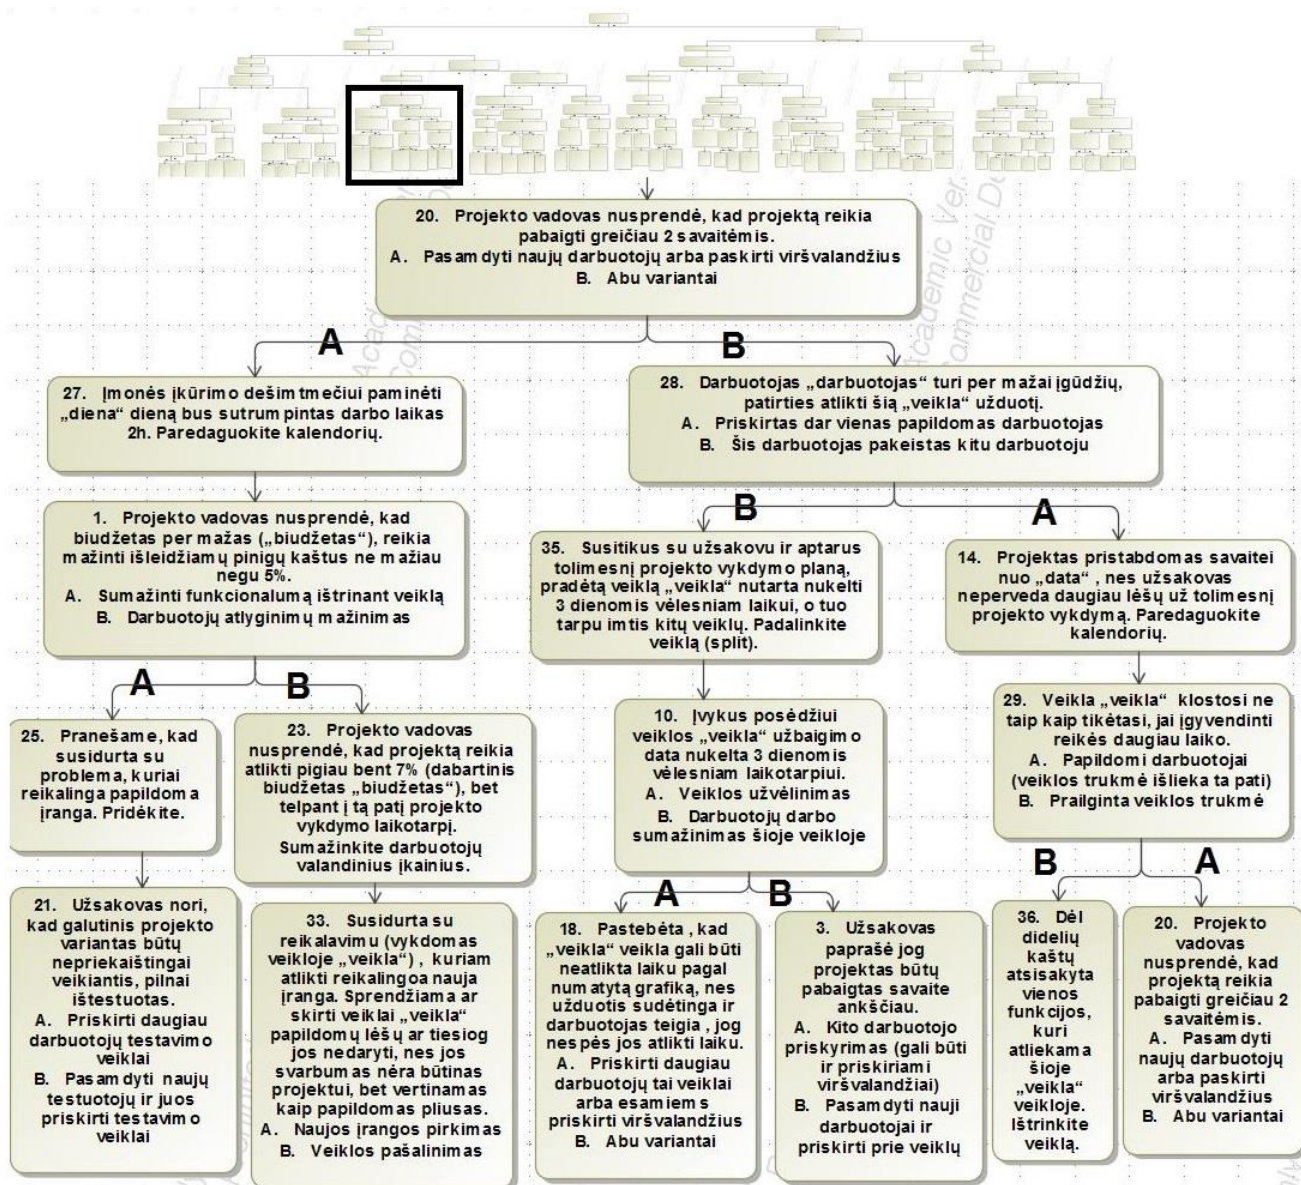 20. Projekto vadovas nusprendė, kad projektą reikia
pabaigti greičiau 2 savaitėmis.
A. Pasamdyti naujų darbuotojų arba paskirti viršvalandžius
B. Abu variantai
A
B
27. Įmonės įkūrimo dešimtmečiui paminėti
„diena“ dieną bus sutrumpintas darbo laikas
2h. Paredaguokite kalendorių.
28. Darbuotojas „darbuotojas“ turi per mažai įgūdžių,
patirties atlikti šią „veikla“ užduotį.
A. Priskirtas dar vienas papildomas darbuotojas
B. Šis darbuotojas pakeistas kitu darbuotoju
B
A
1. Projekto vadovas nusprendė, kad
biudžetas per mažas („biudžetas“), reikia
mažinti išleidžiamų pinigų kaštus ne mažiau
negu 5%.
A. Sumažinti funkcionalumą ištrinant veiklą
B. Darbuotojų atlyginimų mažinimas
35. Susitikus su užsakovu ir aptarus
tolimesnį projekto vykdymo planą,
pradėtą veiklą „veikla“ nutarta nukelti
3 dienomis vėlesniam laikui, o tuo
tarpu imtis kitų veiklų. Padalinkite
veiklą (split).
14. Projektas pristabdomas savaitei
nuo „data“ , nes užsakovas
neperveda daugiau lėšų už tolimesnį
projekto vykdymą. Paredaguokite
kalendorių.
A
B
25. Pranešame, kad
susidurta su
problema, kuriai
reikalinga papildoma
įranga. Pridėkite.
23. Projekto vadovas
nusprendė, kad projektą reikia
atlikti pigiau bent 7% (dabartinis
biudžetas „biudžetas“), bet
telpant į tą patį projekto
vykdymo laikotarpį.
Sumažinkite darbuotojų
valandinius įkainius.
10. Įvykus posėdžiui
veiklos „veikla“ užbaigimo
data nukelta 3 dienomis
vėlesniam laikotarpiui.
A. Veiklos užvėlinimas
B. Darbuotojų darbo
sumažinimas šioje veikloje
29. Veikla „veikla“ klostosi ne
taip kaip tikėtasi, jai įgyvendinti
reikės daugiau laiko.
A. Papildomi darbuotojai
(veiklos trukmė išlieka ta pati)
B. Prailginta veiklos trukmė
A
B
B
A
21. Užsakovas nori,
kad galutinis projekto
variantas būtų
nepriekaištingai
veikiantis, pilnai
ištestuotas.
A. Priskirti daugiau
darbuotojų testavimo
veiklai
B. Pasamdyti naujų
testuotojų ir juos
priskirti testavimo
veiklai
33. Susidurta su
reikalavimu (vykdomas
veikloje „veikla“) , kuriam
atlikti reikalingoa nauja
įranga. Sprendžiama ar
skirti veiklai „veikla“
papildomų lėšų ar tiesiog
jos nedaryti, nes jos
svarbumas nėra būtinas
projektui, bet vertinamas
kaip papildomas pliusas.
A. Naujos įrangos pirkimas
B. Veiklos pašalinimas
18. Pastebėta , kad
„veikla“ veikla gali būti
neatlikta laiku pagal
numatytą grafiką, nes
užduotis sudėtinga ir
darbuotojas teigia , jog
nespės jos atlikti laiku.
A. Priskirti daugiau
darbuotojų tai veiklai
arba esamiems
priskirti viršvalandžius
B. Abu variantai
3. Užsakovas
paprašė jog
projektas būtų
pabaigtas savaite
ankščiau.
A. Kito darbuotojo
priskyrimas (gali būti
ir priskiriami
viršvalandžiai)
B. Pasamdyti nauji
darbuotojai ir
priskirti prie veiklų
36. Dėl
didelių
kaštų
atsisakyta
vienos
funkcijos,
kuri
atliekama
šioje
„veikla“
veikloje.
Ištrinkite
veiklą.
20. Projekto
vadovas
nusprendė, kad
projektą reikia
pabaigti greičiau 2
savaitėmis.
A. Pasamdyti
naujų darbuotojų
arba paskirti
viršvalandžius
B. Abu variantai
Academic Ver
Commercial De